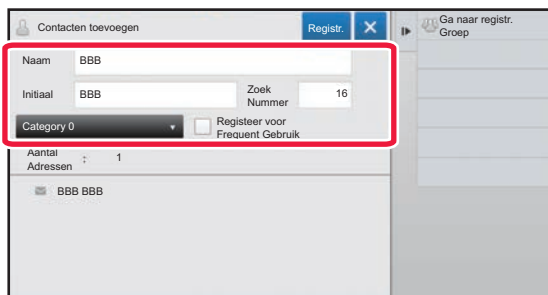 Contacten toevoegen
Registr.
Ga naar registr.
Groep
Naam
BBB
Initiaal
BBB
Zoek
Nummer
16
Category 0
Registeer voor
Frequent Gebruik
Aantal
Adressen
:
1
BBB BBB